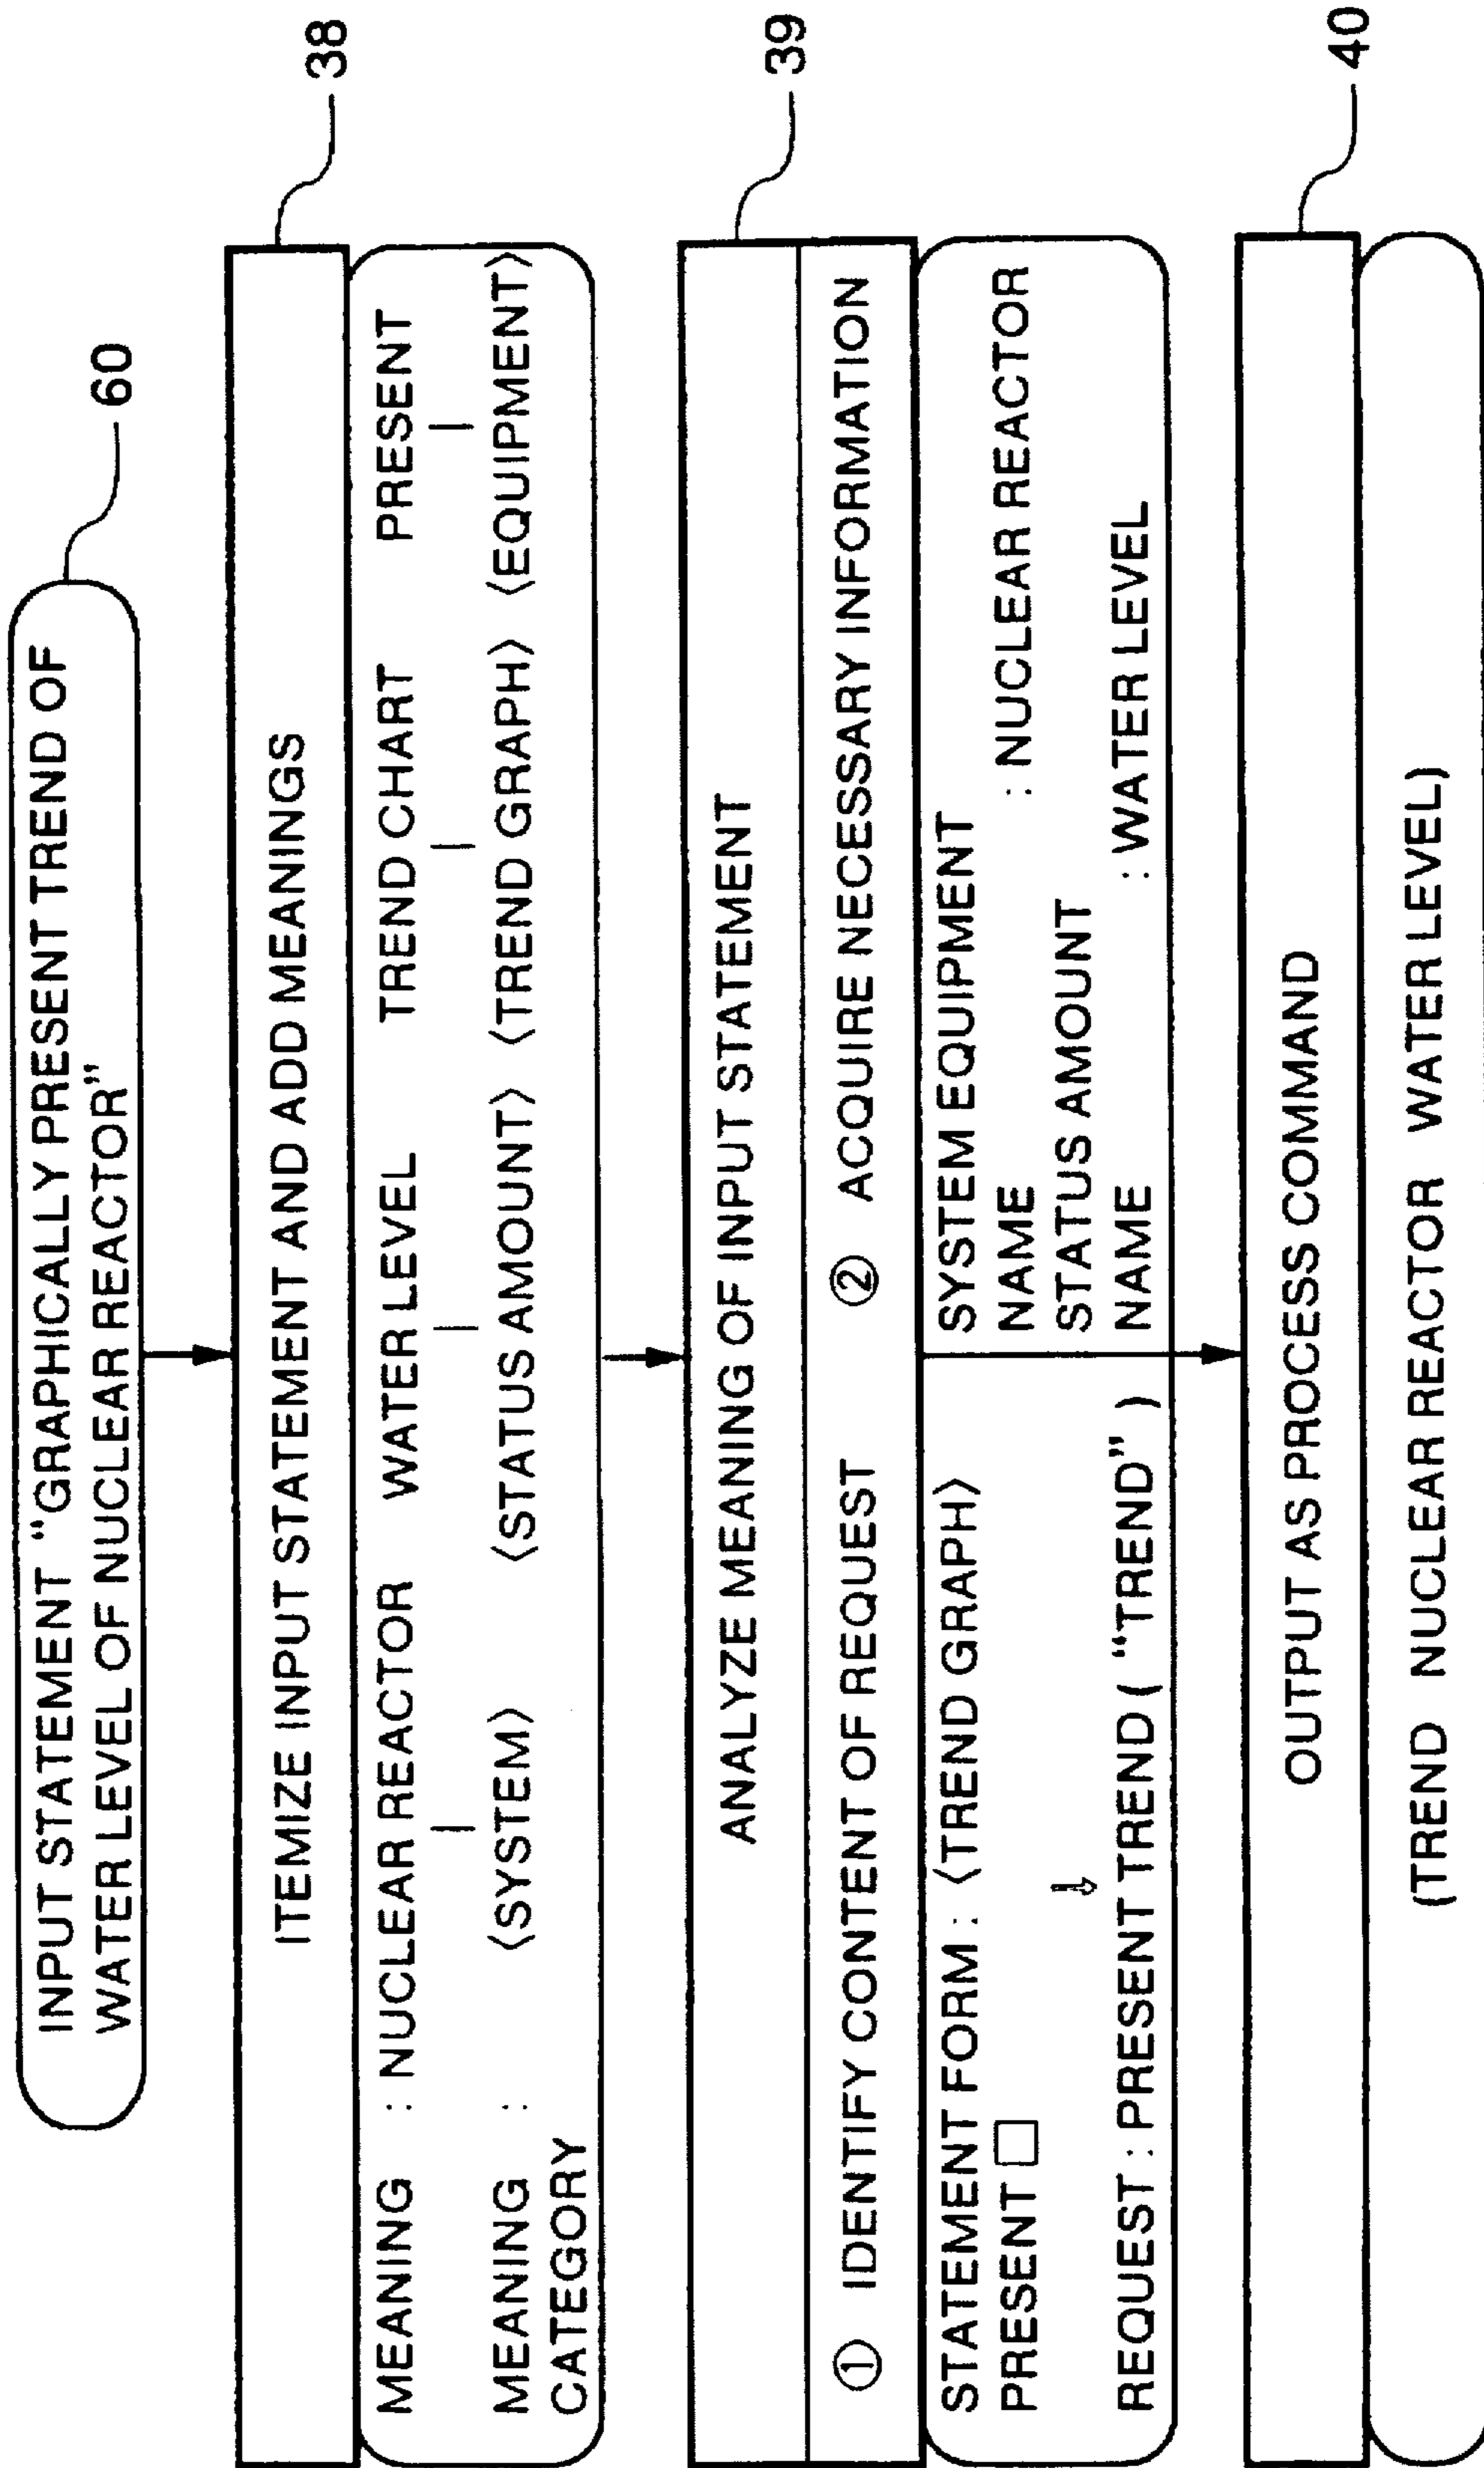 INPUT STATEMENT "GRAPHICALLY PRESENT TREND OF
WATER LEVEL OF NUCLEAR REACTOR"
60
38
ITEMIZE INPUT STATEMENT AND ADD MEANINGS
MEANING : NUCLEAR REACTOR WATER LEVEL TREND CHART PRESENT
MEANING : 〈SYSTEM〉 〈STATUS AMOUNT〉 〈TREND GRAPH〉 〈EQUIPMENT〉
CATEGORY
39
ANALYZE MEANING OF INPUT STATEMENT
① IDENTIFY CONTENT OF REQUEST ② ACQUIRE NECESSARY INFORMATION
STATEMENT FORM : 〈TREND GRAPH〉
PRESENT □
⇓
REQUEST : PRESENT TREND ( "TREND" )
SYSTEM EQUIPMENT
NAME : NUCLEAR REACTOR
STATUS AMOUNT
NAME : WATER LEVEL
40
OUTPUT AS PROCESS COMMAND
(TREND NUCLEAR REACTOR WATER LEVEL)